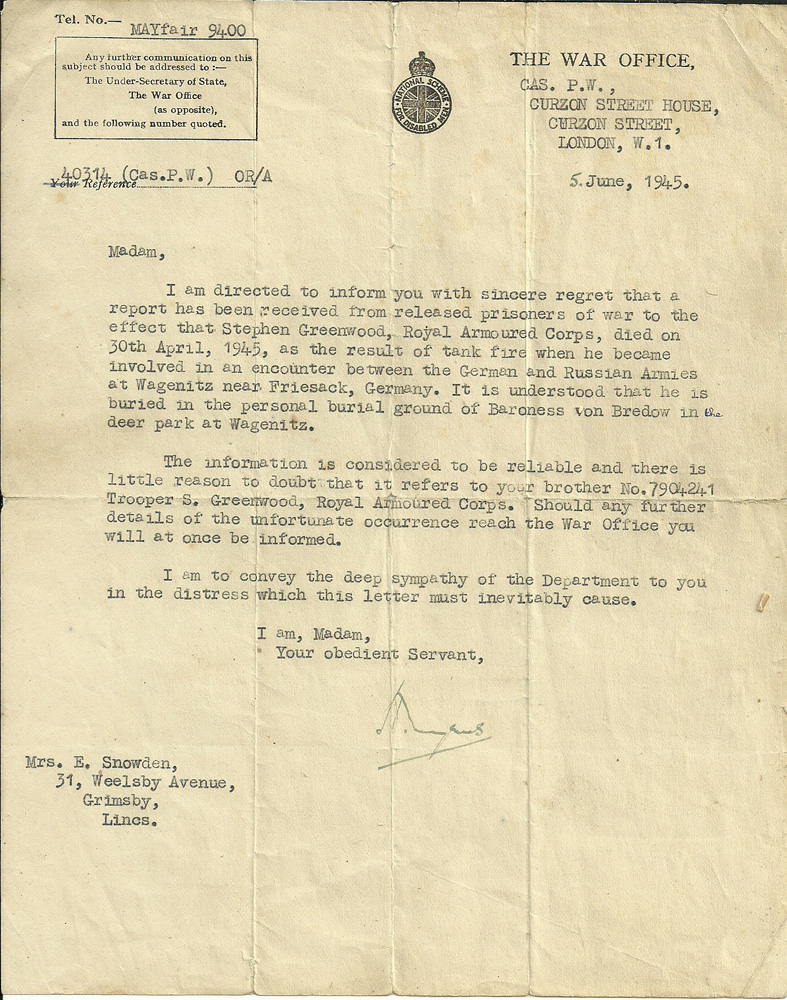 Tel. No.— MAYfair 9400
Any further communication on this
subject should be addressed to :—
The Under-Secretary of State,
The War Office
(as opposite),
and the following number quoted.
40314 (Cas.P.W.) OR/A
Your Reference
NATIONAL SCHEME
FOR DISABLED MEN
THE WAR OFFICE,
CAS. P.W.,
CURZON STREET HOUSE,
CURZON STREET,
LONDON, W.1.
5 June, 1945.
Madam,
I am directed to inform you with sincere regret that a
report has been received from released prisoners of war to the
effect that Stephen Greenwood, Royal Armoured Corps, died on
30th April, 1945, as the result of tank fire when he became
involved in an encounter between the German and Russian Armies
at Wagenitz near Friesack, Germany. It is understood that he is
buried in the personal burial ground of Baroness von Bredow in the
deer park at Wagenitz.
The information is considered to be reliable and there is
little reason to doubt that it refers to your brother No.7904241
Trooper S. Greenwood, Royal Armoured Corps. Should any further
details of the unfortunate occurrence reach the War Office you
will at once be informed.
I am to convey the deep sympathy of the Department to you
in the distress which this letter must inevitably cause.
I am, Madam,
Your obedient Servant,
Mrs. E. Snowden,
31, Weelsby Avenue,
Grimsby,
Lincs.